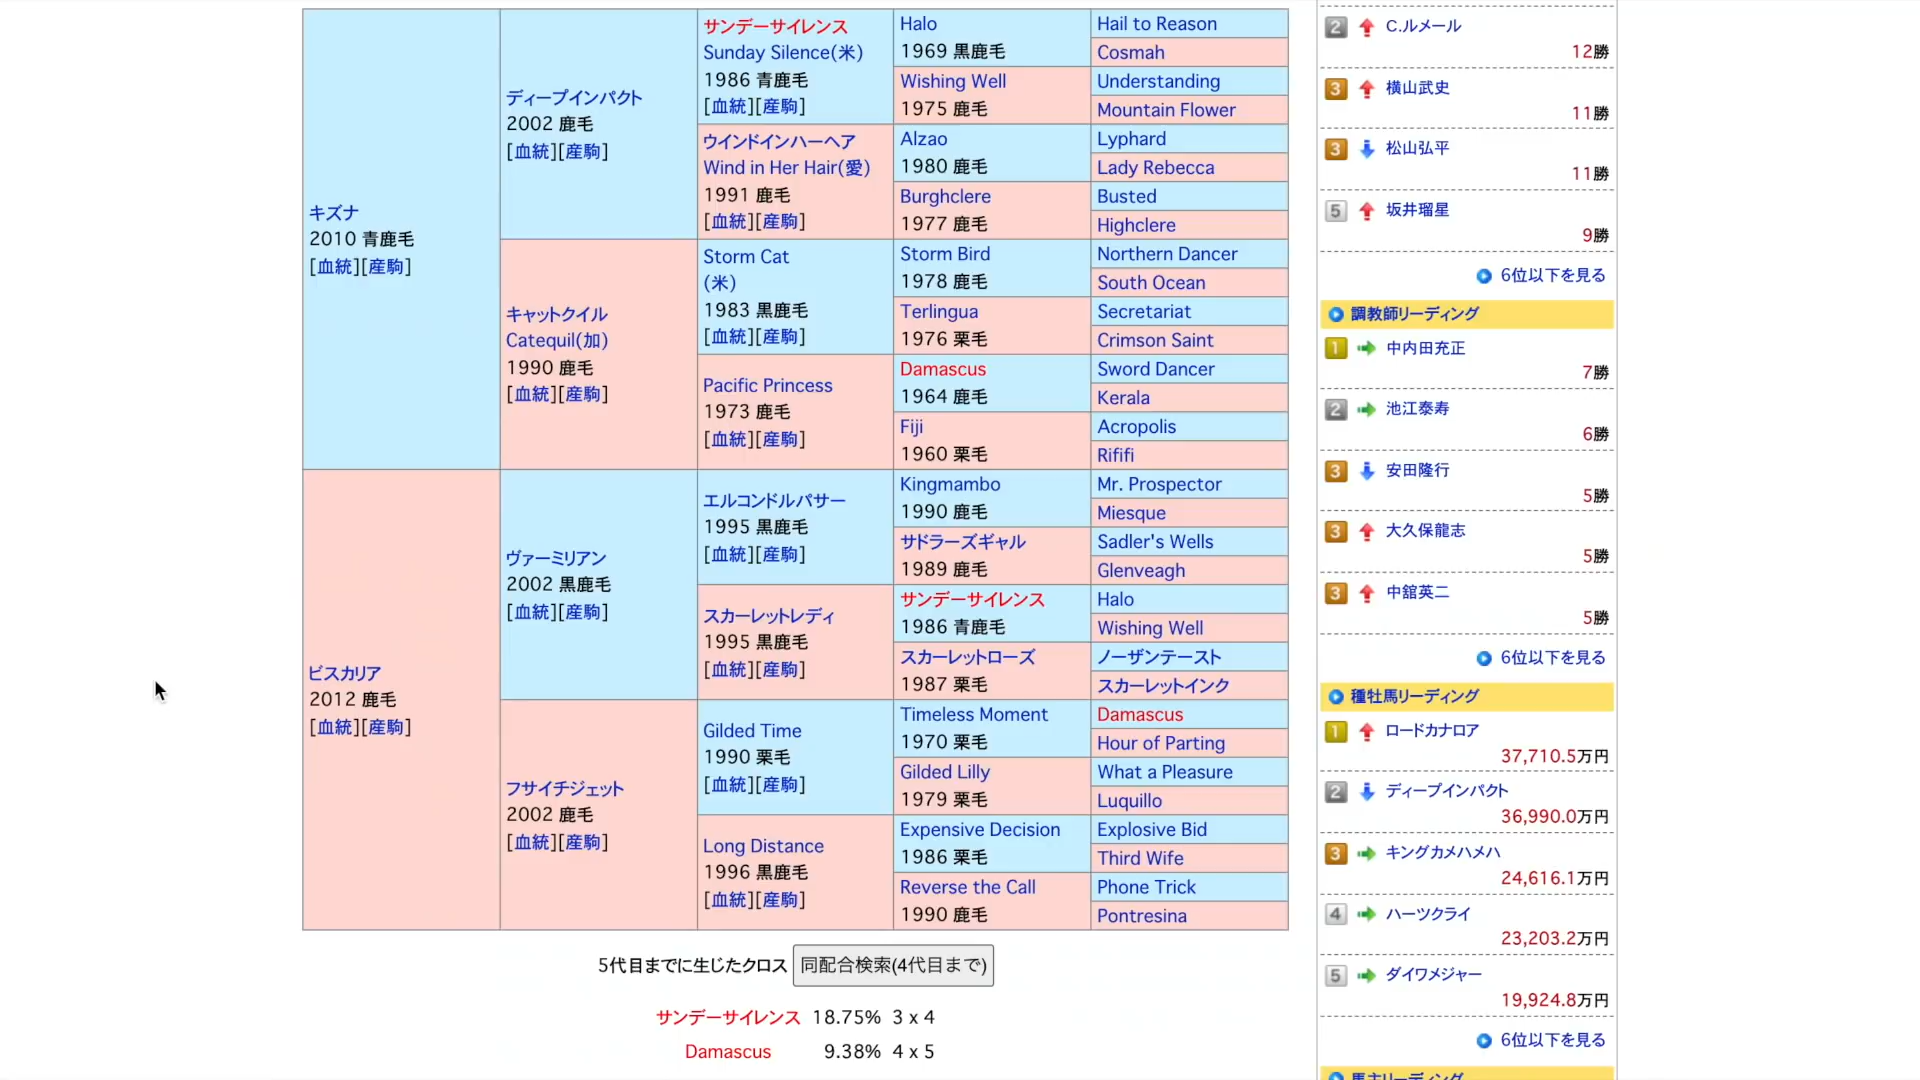 キズナ
2010 青鹿毛
[血統][産駒]
ディープインパクト
2002 鹿毛
[血統][産駒]
サンデーサイレンス
Sunday Silence(米)
1986 青鹿毛
[血統][産駒]
Halo
1969 黒鹿毛
Hail to Reason
Cosmah
Wishing Well
1975 鹿毛
Understanding
Mountain Flower
ウインドインハーヘア
Wind in Her Hair(愛)
1991 鹿毛
[血統][産駒]
Alzao
1980 鹿毛
Lyphard
Lady Rebecca
Burghclere
1977 鹿毛
Busted
Highclere
キャットクイル
Catequil(加)
1990 鹿毛
[血統][産駒]
Storm Cat
(米)
1983 黒鹿毛
[血統][産駒]
Storm Bird
1978 鹿毛
Northern Dancer
South Ocean
Terlingua
1976 栗毛
Secretariat
Crimson Saint
Pacific Princess
1973 鹿毛
[血統][産駒]
Damascus
1964 鹿毛
Sword Dancer
Kerala
Fiji
1960 栗毛
Acropolis
Rififi
ビスカリア
2012 鹿毛
[血統][産駒]
ヴァーミリアン
2002 黒鹿毛
[血統][産駒]
エルコンドルパサー
1995 黒鹿毛
[血統][産駒]
Kingmambo
1990 鹿毛
Mr. Prospector
Miesque
サドラーズギャル
1989 鹿毛
Sadler's Wells
Glenveagh
スカーレットレディ
1995 黒鹿毛
[血統][産駒]
サンデーサイレンス
1986 青鹿毛
Halo
Wishing Well
スカーレットローズ
1987 栗毛
ノーザンテースト
スカーレットインク
フサイチジェット
2002 鹿毛
[血統][産駒]
Gilded Time
1990 栗毛
[血統][産駒]
Timeless Moment
1970 栗毛
Damascus
Hour of Parting
Gilded Lilly
1979 栗毛
What a Pleasure
Luquillo
Long Distance
1996 黒鹿毛
[血統][産駒]
Expensive Decision
1986 栗毛
Explosive Bid
Third Wife
Reverse the Call
1990 鹿毛
Phone Trick
Pontresina
5代目までに生じたクロス 同配合検索(4代目まで)
サンデーサイレンス 18.75% 3 x 4
Damascus 9.38% 4 x 5
2 C.ルメール
12勝
3 横山武史
11勝
3 松山弘平
11勝
5 坂井瑠星
9勝
6位以下を見る
調教師リーディング
1 中内田充正
7勝
2 池江泰寿
6勝
3 安田隆行
5勝
3 大久保龍志
5勝
3 中舘英二
5勝
6位以下を見る
種牡馬リーディング
1 ロードカナロア
37,710.5万円
2 ディープインパクト
36,990.0万円
3 キングカメハメハ
24,616.1万円
4 ハーツクライ
23,203.2万円
5 ダイワメジャー
19,924.8万円
6位以下を見る
馬主リーディング